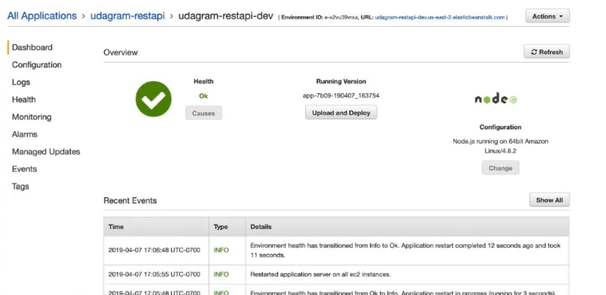 All Applications > udagram-restapi > udagram-restapi-dev ( Environment ID: e-x2hru39vnxa, URL: udagram-restapi-dev.us-east-2.elasticbeanstalk.com )
Actions
Dashboard
Configuration
Logs
Health
Monitoring
Alarms
Managed Updates
Events
Tags
Overview
Refresh
Health
Ok
Causes
Running Version
app-7b09-190407_163754
Upload and Deploy
node
Configuration
Node.js running on 64bit Amazon
Linux/4.8.2
Change
Recent Events
Show All
Time Type Details
2019-04-07 17:06:48 UTC-0700 INFO Environment health has transitioned from Info to Ok. Application restart completed 12 seconds ago and took
11 seconds.
2019-04-07 17:05:55 UTC-0700 INFO Restarted application server on all ec2 instances.
2019-04-07 17:05:48 UTC-0700 INFO Environment health has transitioned from Ok to Info. Application restart in progress (running for 3 seconds).